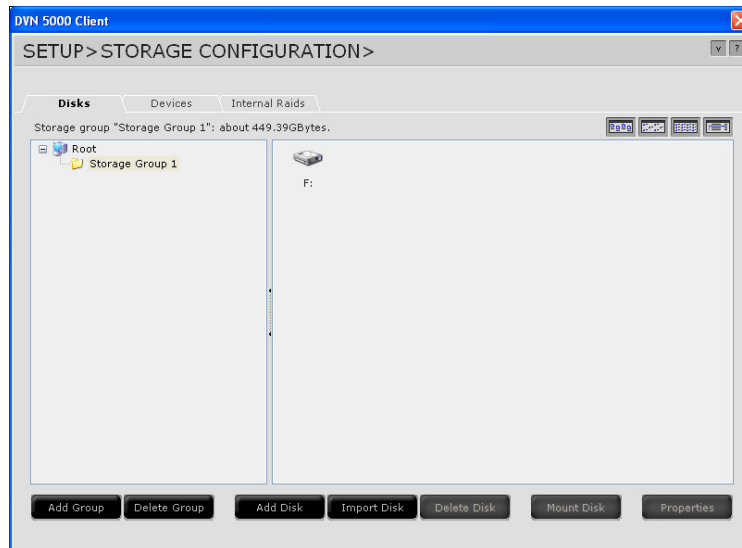 DVN 5000 Client
SETUP>STORAGE CONFIGURATION>
v ?
Disks Devices Internal Raids
Storage group "Storage Group 1": about 449.39GBytes.
Root
Storage Group 1
F:
Add Group Delete Group Add Disk Import Disk Delete Disk Mount Disk Properties